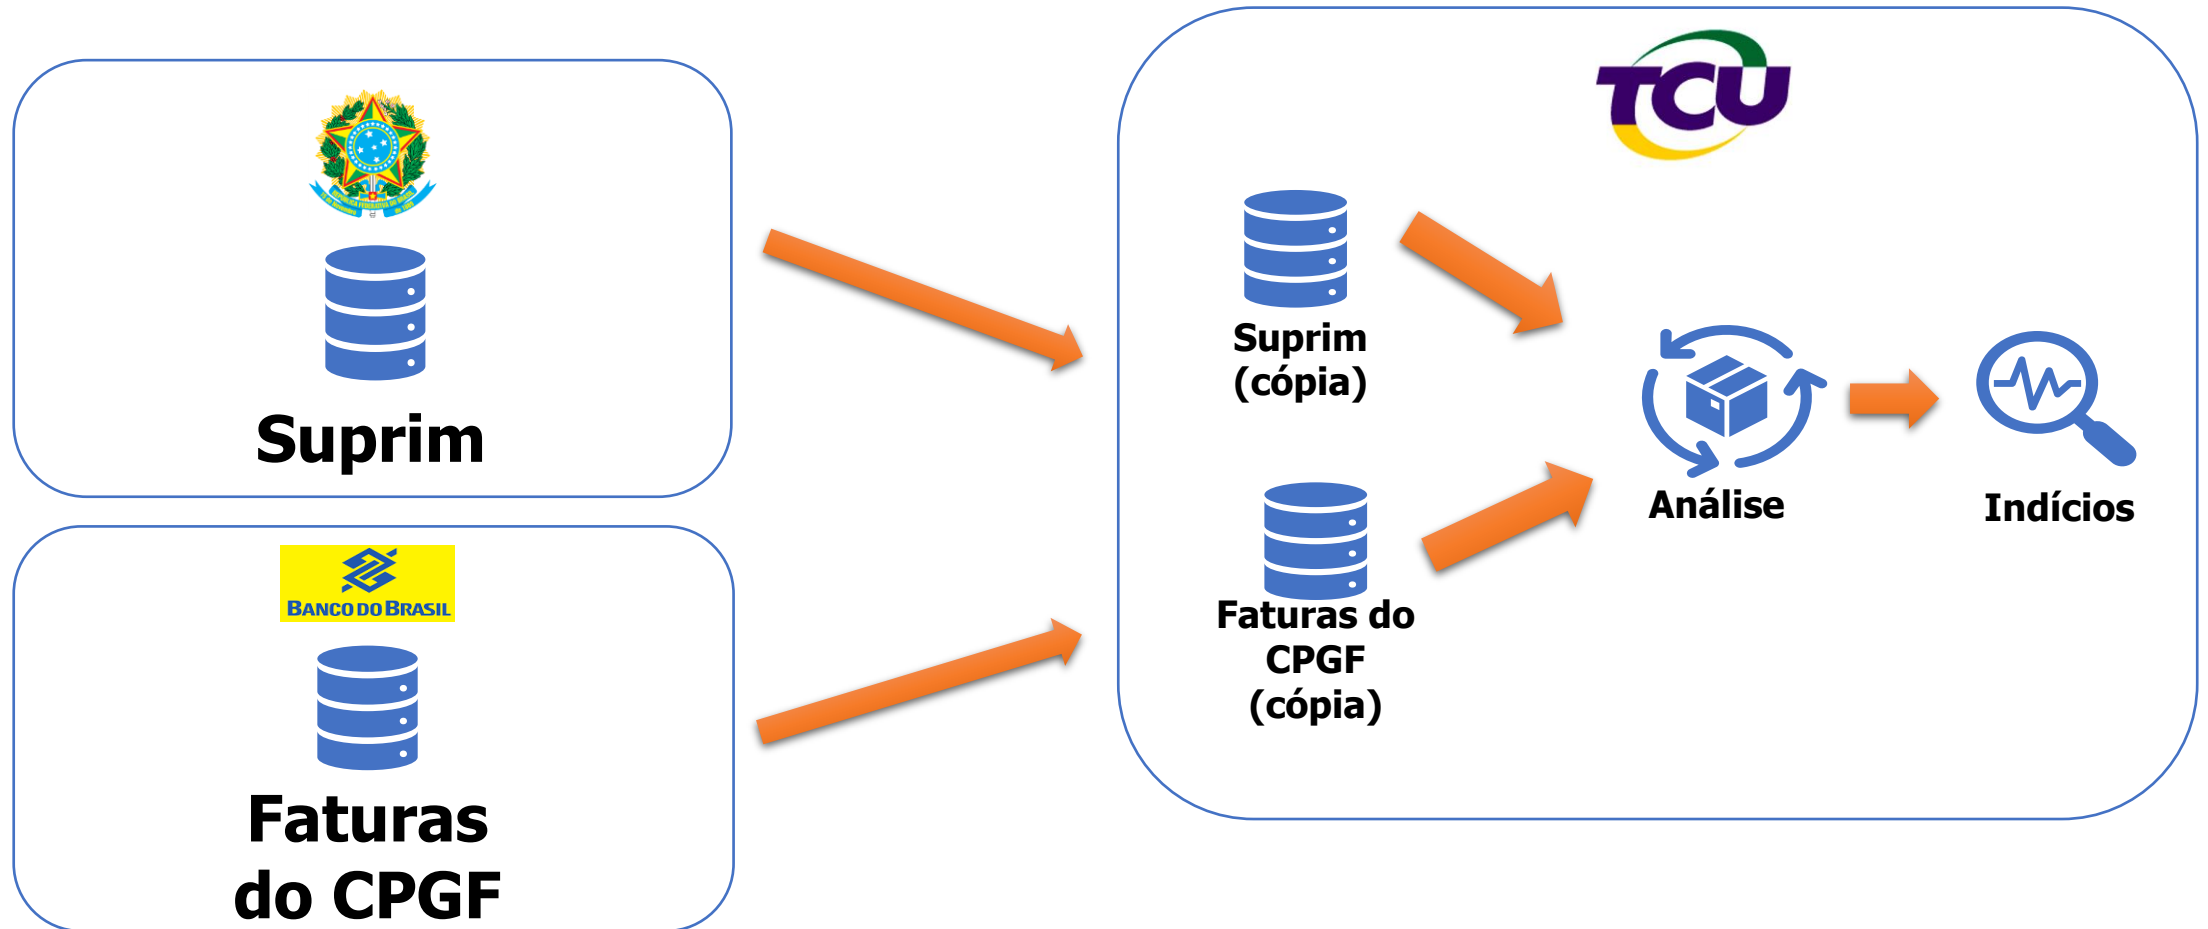 Suprim
BANCO DO BRASIL
Faturas
do CPGF
TCU
Suprim
(cópia)
Faturas do
CPGF
(cópia)
Análise
Indícios